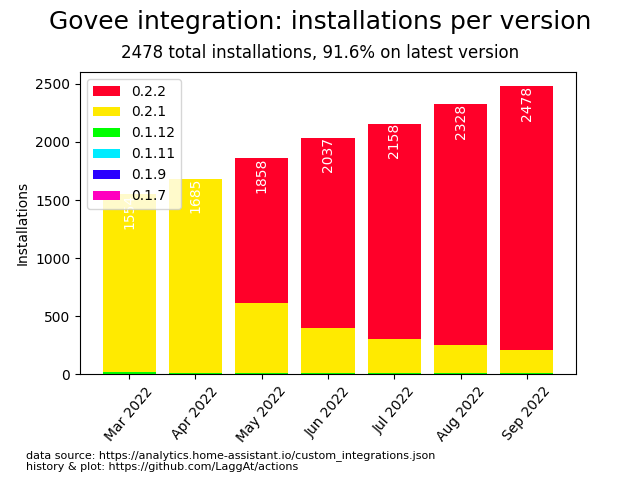 Govee integration: installations per version
2478 total installations, 91.6% on latest version
Installations
2500
2000
1500
1000
500
0
0.2.2
0.2.1
0.1.12
0.1.11
0.1.9
0.1.7
1685
1858
2037
2158
2328
2478
Mar 2022
Apr 2022
May 2022
Jun 2022
Jul 2022
Aug 2022
Sep 2022
data source: https://analytics.home-assistant.io/custom_integrations.json
history & plot: https://github.com/LaggAt/actions